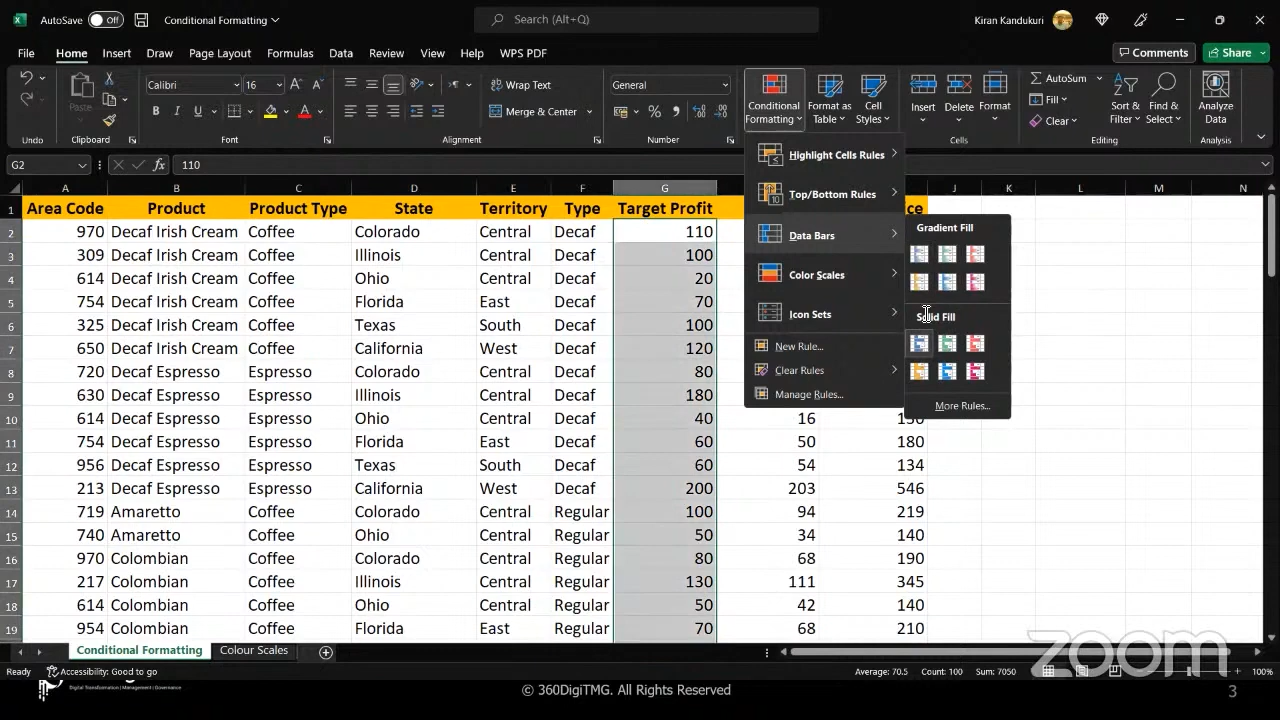 AutoSave Off Conditional Formatting Search (Alt+Q) Kiran Kandukuri
File Home Insert Draw Page Layout Formulas Data Review View Help WPS PDF Comments Share
Paste Calibri 16 B I U Wrap Text Merge & Center General Conditional Formatting Format as Table Cell Styles Insert Delete Format AutoSum Fill Clear Sort & Filter Find & Select Analyze Data
Undo Clipboard Font Alignment Number Cells Editing Analysis
G2 fx 110
Highlight Cells Rules
Top/Bottom Rules
Data Bars
Color Scales
Icon Sets
New Rule...
Clear Rules
Manage Rules...
Gradient Fill
Solid Fill
More Rules...
A B C D E F G J K L M N
1 Area Code Product Product Type State Territory Type Target Profit
2 970 Decaf Irish Cream Coffee Colorado Central Decaf 110
3 309 Decaf Irish Cream Coffee Illinois Central Decaf 100
4 614 Decaf Irish Cream Coffee Ohio Central Decaf 20
5 754 Decaf Irish Cream Coffee Florida East Decaf 70
6 325 Decaf Irish Cream Coffee Texas South Decaf 100
7 650 Decaf Irish Cream Coffee California West Decaf 120
8 720 Decaf Espresso Espresso Colorado Central Decaf 80
9 630 Decaf Espresso Espresso Illinois Central Decaf 180
10 614 Decaf Espresso Espresso Ohio Central Decaf 40 16
11 754 Decaf Espresso Espresso Florida East Decaf 60 50 180
12 956 Decaf Espresso Espresso Texas South Decaf 60 54 134
13 213 Decaf Espresso Espresso California West Decaf 200 203 546
14 719 Amaretto Coffee Colorado Central Regular 100 94 219
15 740 Amaretto Coffee Ohio Central Regular 50 34 140
16 970 Colombian Coffee Colorado Central Regular 80 68 190
17 217 Colombian Coffee Illinois Central Regular 130 111 345
18 614 Colombian Coffee Ohio Central Regular 50 42 140
19 954 Colombian Coffee Florida East Regular 70 68 210
Conditional Formatting Colour Scales
Ready Accessibility: Good to go Average: 70.5 Count: 100 Sum: 7050 100%
zoom
Digital Transformation | Management | Governance
© 360DigiTMG. All Rights Reserved
3